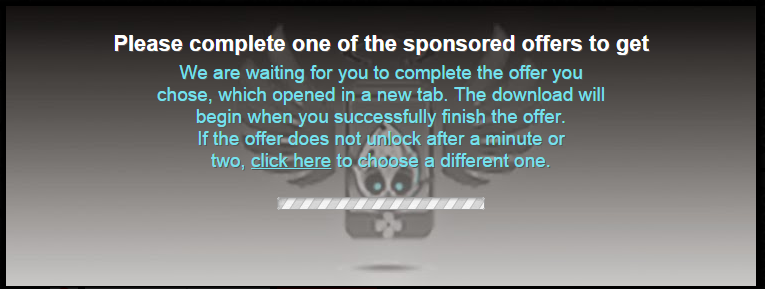 Please complete one of the sponsored offers to get
We are waiting for you to complete the offer you
chose, which opened in a new tab. The download will
begin when you successfully finish the offer.
If the offer does not unlock after a minute or
two, click here to choose a different one.